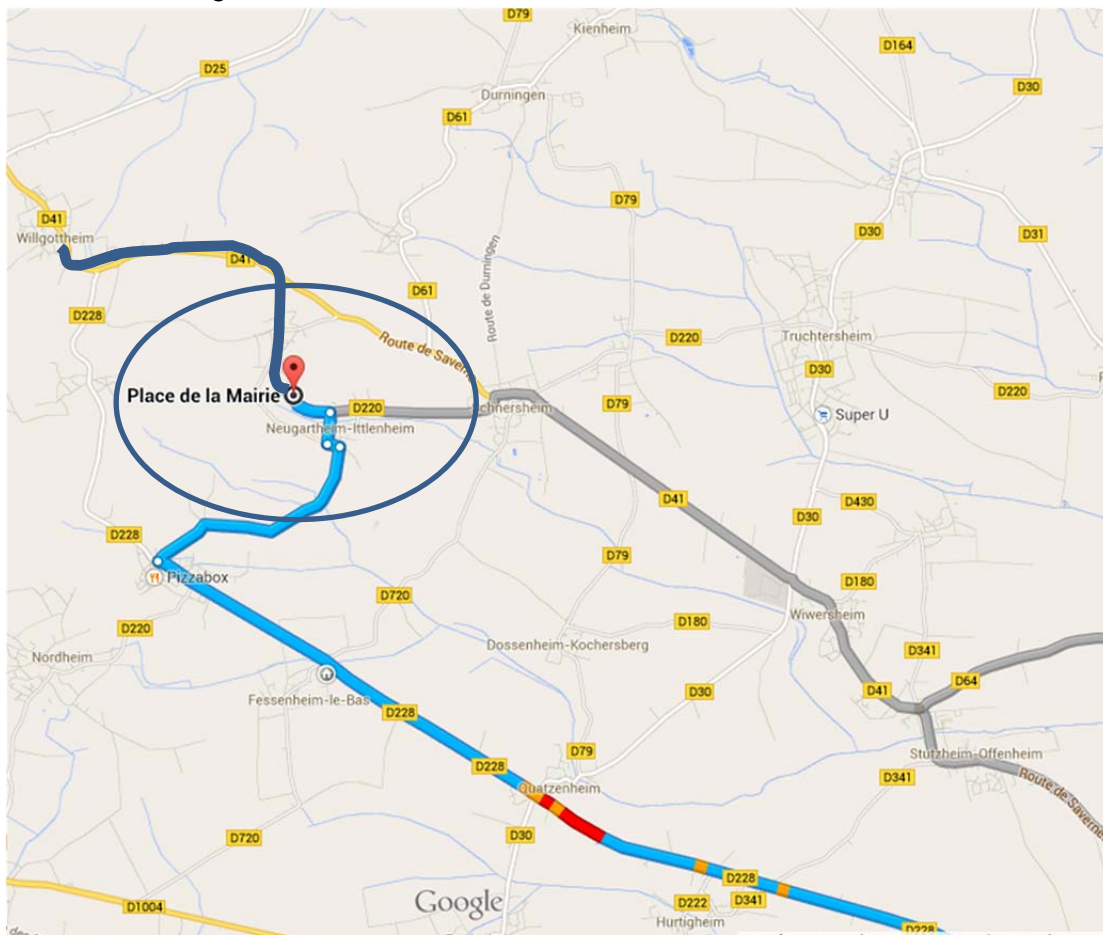 D79
Kienheim
D164
D25
D30
Durningen
D61
D79
D41
Willgottheim
D30
D31
Route de Durningen
D41
D61
D228
Route de Saverne
D220
Truchtersheim
D30
D220
Place de la Mairie
D220
chnersheim
D79
Super U
Neugartheim-Ittlenheim
D41
D430
D30
D228
D79
Pizzabox
D180
D720
Wiwersheim
D220
D180
Dossenheim-Kochersberg
D341
Nordheim
D64
D30
D41
Fessenheim-le-Bas
D228
D79
Stutzheim-Offenheim
D228
D341
Route de Saverne
Quatzenheim
D30
D720
D228
Google
D1004
D222
D341
Hurtigheim
D228